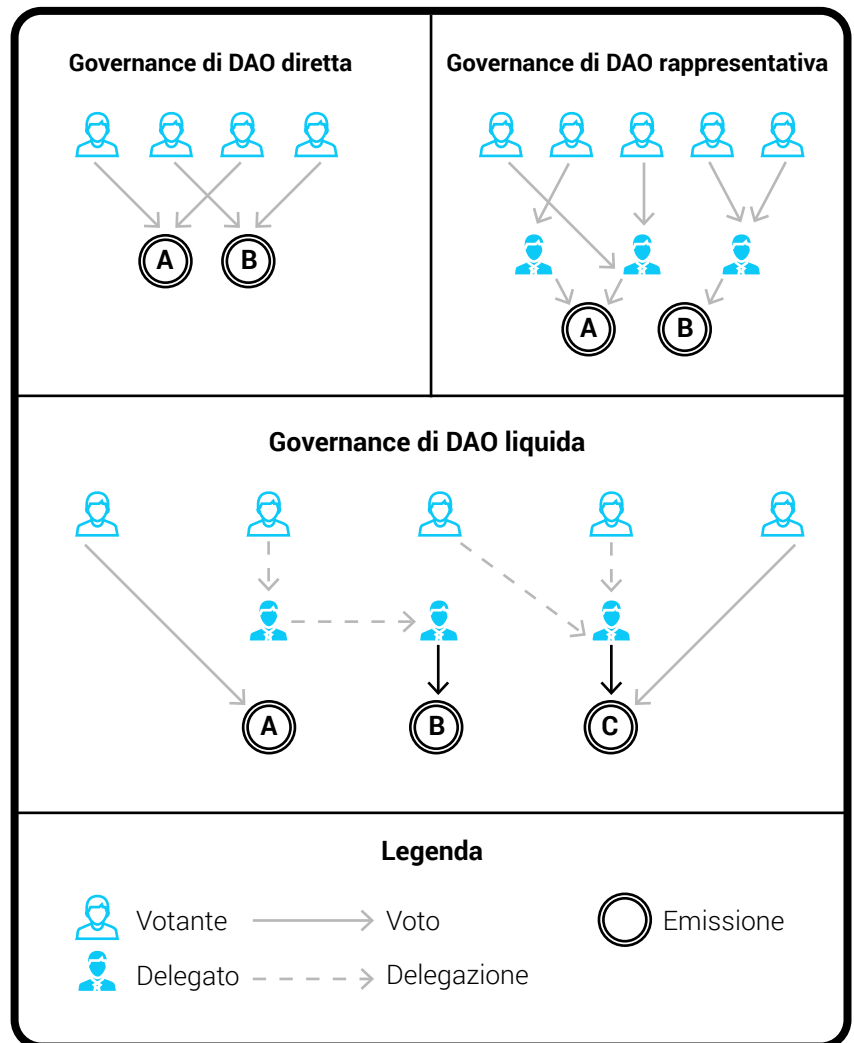 Governance di DAO diretta
A
B
Governance di DAO rappresentativa
A
B
Governance di DAO liquida
A
B
C
Legenda
Votante
Voto
Emissione
Delegato
Delegazione